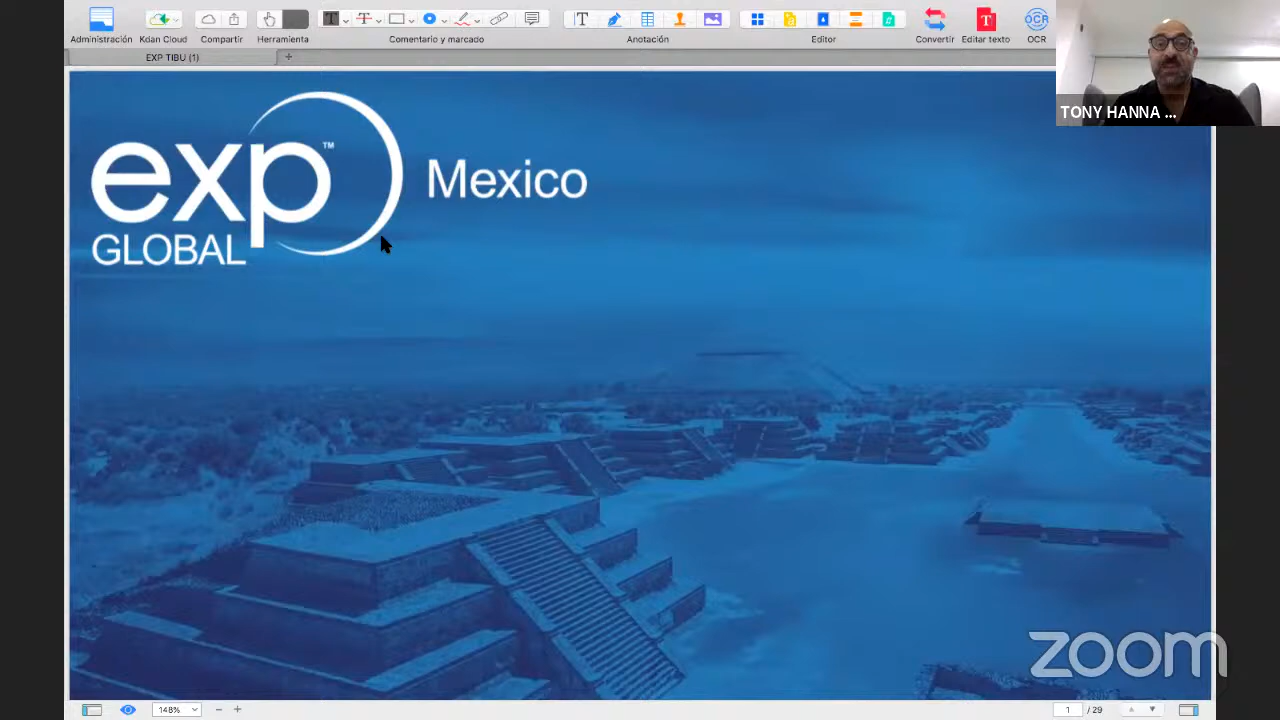 Administración
Kdan Cloud
Compartir
Herramienta
Comentario y marcado
Anotación
Editor
Convertir
Editar texto
OCR
OCR
EXP TIBU (1)
TONY HANNA ...
exp™
GLOBAL
Mexico
zoom
148%
1 / 29